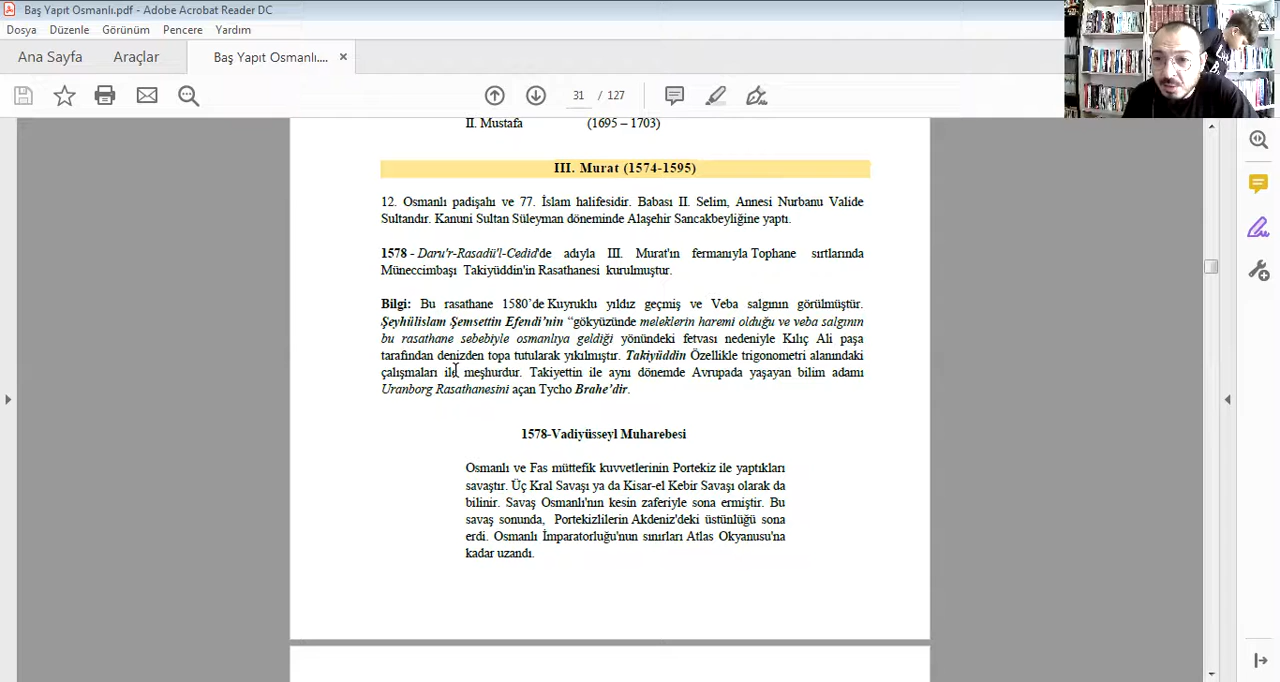 Baş Yapıt Osmanlı.pdf - Adobe Acrobat Reader DC
Dosya Düzenle Görünüm Pencere Yardım
Ana Sayfa Araçlar Baş Yapıt Osmanlı.... ×
31 / 127
II. Mustafa (1695 – 1703)
III. Murat (1574-1595)
12. Osmanlı padişahı ve 77. İslam halifesidir. Babası II. Selim, Annesi Nurbanu Valide
Sultandır. Kanuni Sultan Süleyman döneminde Alaşehir Sancakbeyliğine yaptı.
1578 - Daru'r-Rasadü'l-Cedid'de adıyla III. Murat'ın fermanıyla Tophane sırtlarında
Müneccimbaşı Takiyüddin'in Rasathanesi kurulmuştur.
Bilgi: Bu rasathane 1580’de Kuyruklu yıldız geçmiş ve Veba salgının görülmüştür.
Şeyhülislam Şemsettin Efendi’nin “gökyüzünde meleklerin haremi olduğu ve veba salgının
bu rasathane sebebiyle osmanlıya geldiği yönündeki fetvası nedeniyle Kılıç Ali paşa
tarafından denizden topa tutularak yıkılmıştır. Takiyüddin Özellikle trigonometri alanındaki
çalışmaları ile meşhurdur. Takiyettin ile aynı dönemde Avrupada yaşayan bilim adamı
Uranborg Rasathanesini açan Tycho Brahe’dir.
1578-Vadiyüsseyl Muharebesi
Osmanlı ve Fas müttefik kuvvetlerinin Portekiz ile yaptıkları
savaştır. Üç Kral Savaşı ya da Kisar-el Kebir Savaşı olarak da
bilinir. Savaş Osmanlı'nın kesin zaferiyle sona ermiştir. Bu
savaş sonunda, Portekizlilerin Akdeniz'deki üstünlüğü sona
erdi. Osmanlı İmparatorluğu'nun sınırları Atlas Okyanusu'na
kadar uzandı.